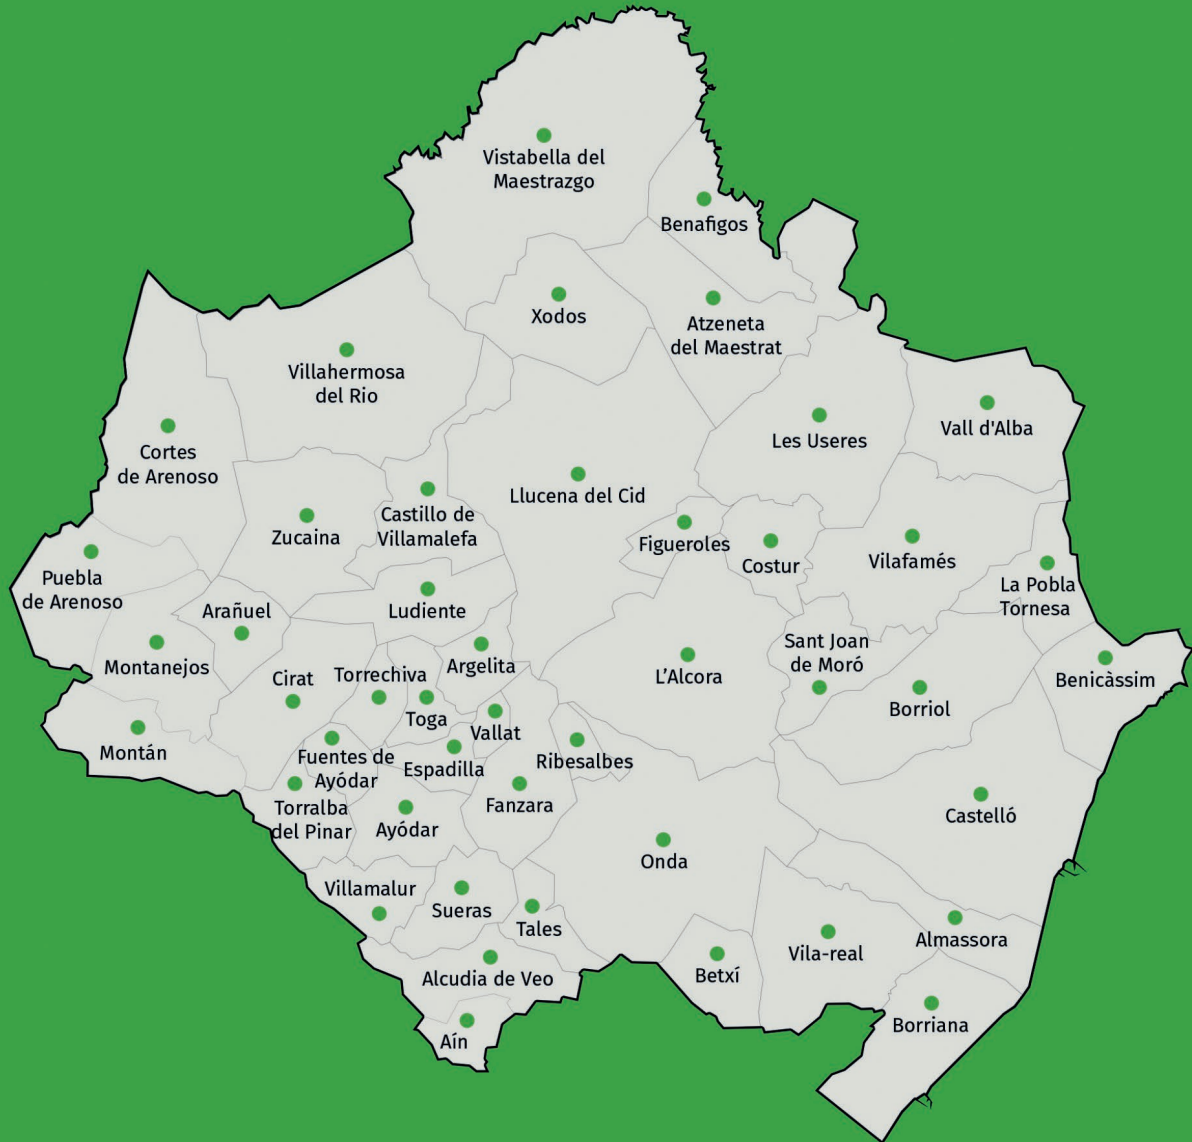 Vistabella del
Maestrazgo
Benafigos
Xodos
Atzeneta
del Maestrat
Villahermosa
del Rio
Cortes
de Arenoso
Les Useres
Vall d'Alba
Llucena del Cid
Castillo de
Villamalefa
Zucaina
Figueroles
Costur
Vilafamés
La Pobla
Tornesa
Puebla
de Arenoso
Arañuel
Ludiente
Montanejos
Cirat
Torrechiva
Argelita
L'Alcora
Sant Joan
de Moró
Borriol
Benicàssim
Montán
Toga
Vallat
Fuentes de
Ayódar
Espadilla
Ribesalbes
Torralba
del Pinar
Ayódar
Fanzara
Castelló
Onda
Villamalur
Sueras
Tales
Almassora
Vila-real
Betxí
Alcudia de Veo
Borriana
Aín